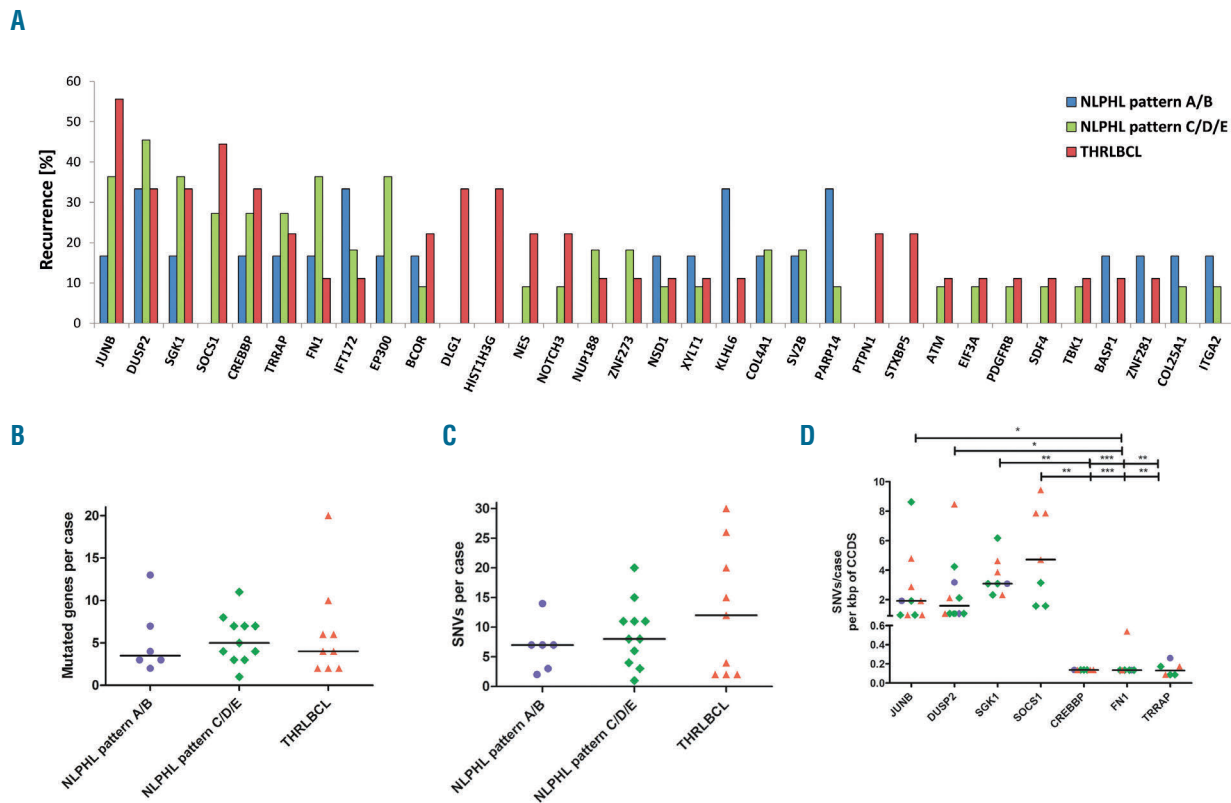 A
Recurrence [%]
60
50
40
30
20
10
0
NLPHL pattern A/B
NLPHL pattern C/D/E
THRLBCL
JUNB
DUSP2
SGK1
SOCS1
CREBBP
TRRAP
FN1
IFT172
EP300
BCOR
DLG1
HIST1H3G
NES
NOTCH3
NUP188
ZNF273
NSD1
XYLT1
KLHL6
COL4A1
SV2B
PARP14
PTPN1
STXBP5
ATM
EIF3A
PDGFRB
SDF4
TBK1
BASP1
ZNF281
COL25A1
ITGA2
B
Mutated genes per case
20
15
10
5
0
NLPHL pattern A/B
NLPHL pattern C/D/E
THRLBCL
C
SNVs per case
30
25
20
15
10
5
0
NLPHL pattern A/B
NLPHL pattern C/D/E
THRLBCL
D
*
*
** *** **
** *** **
SNVs/case
per kbp of CCDS
10
8
6
4
2
0.6
0.4
0.2
0.0
JUNB
DUSP2
SGK1
SOCS1
CREBBP
FN1
TRRAP